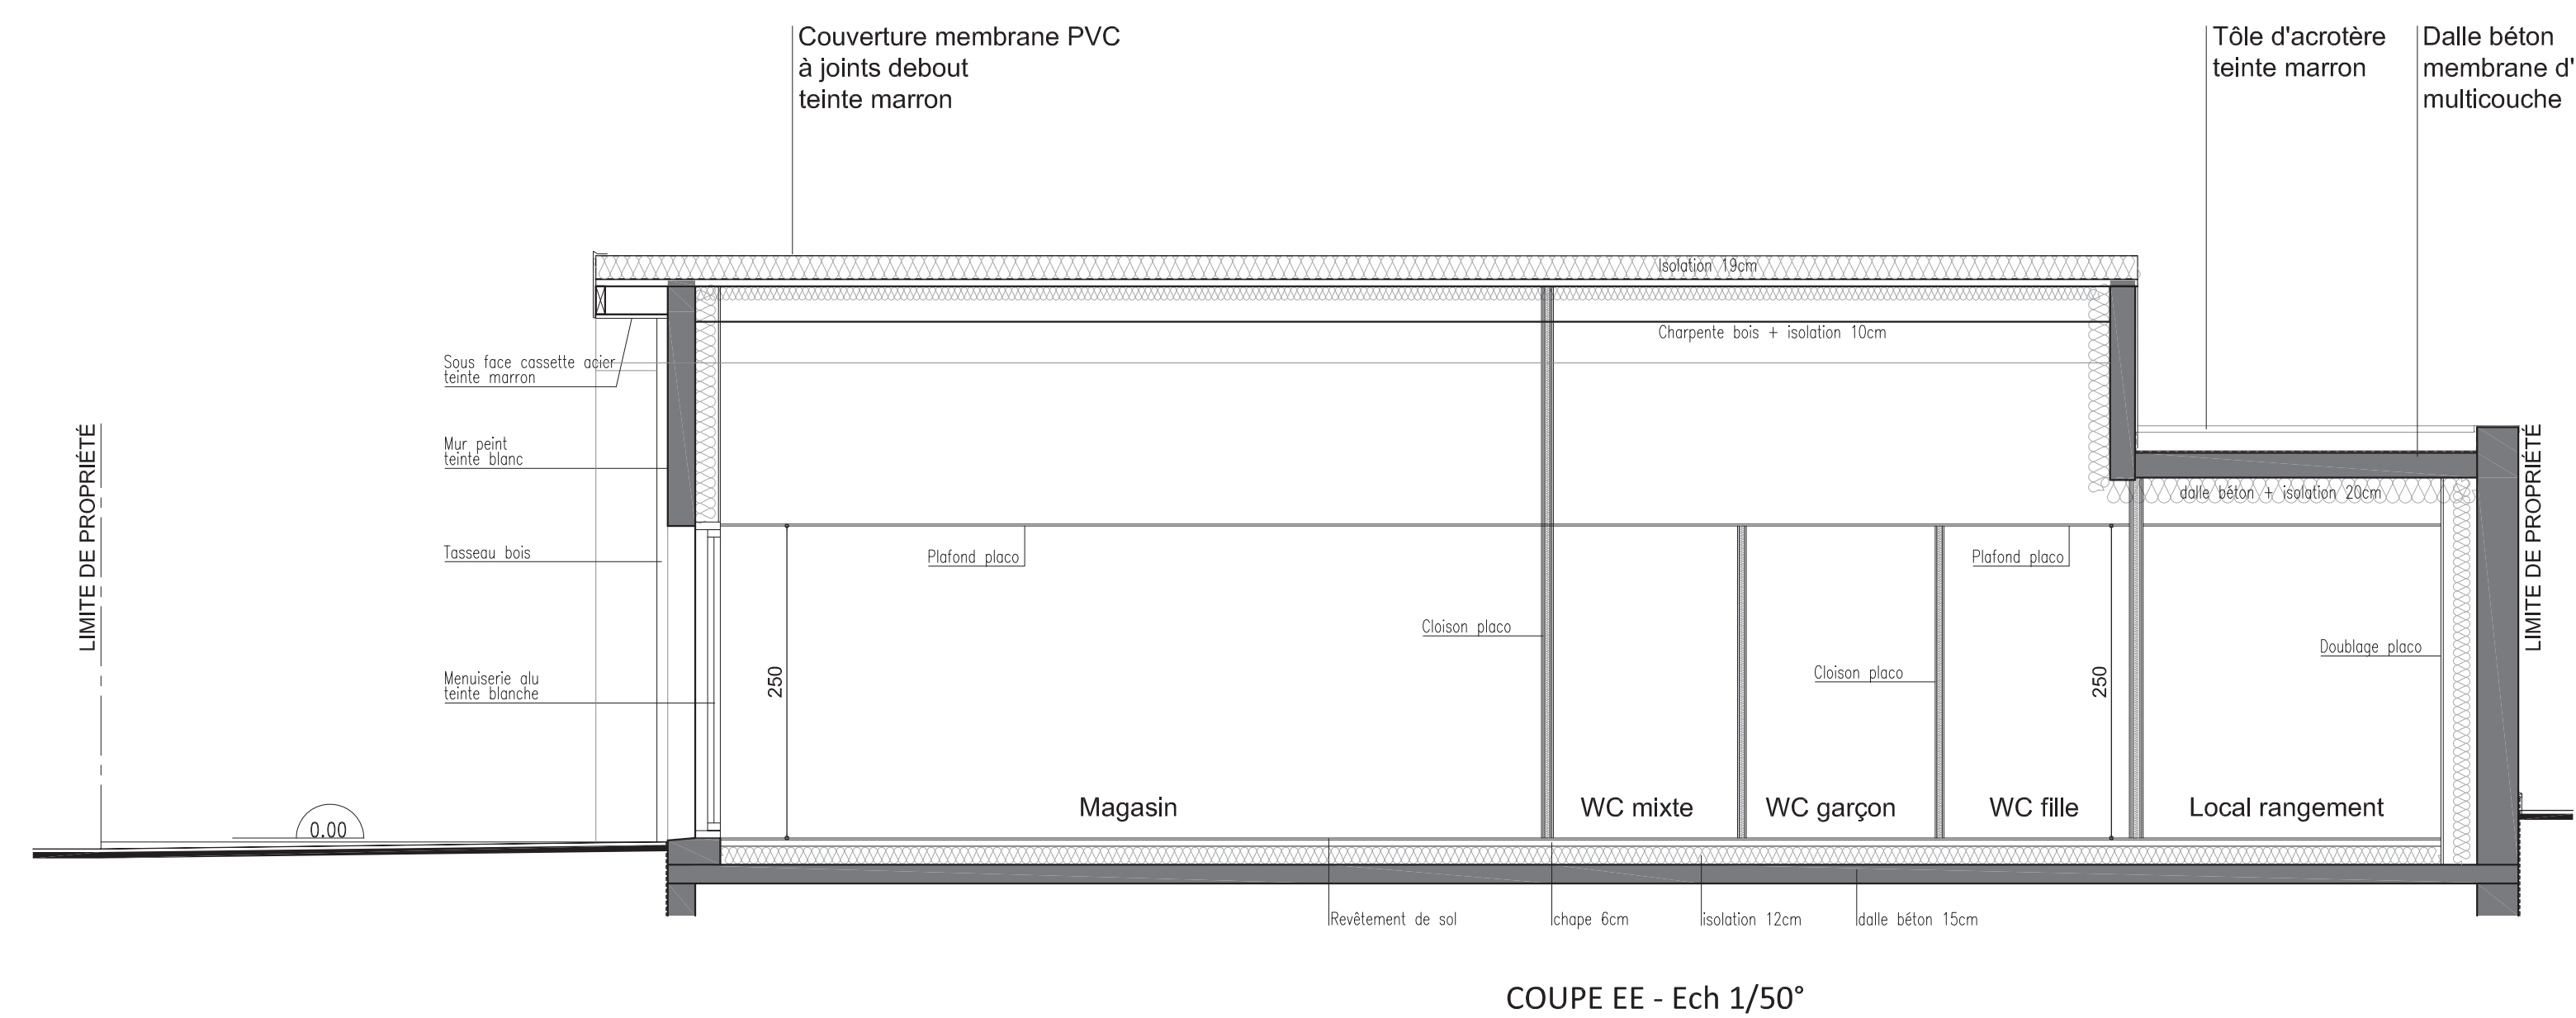 Couverture membrane PVC
à joints debout
teinte marron
Tôle d'acrotère
teinte marron
Dalle béton
membrane d'
multicouche
Isolation 19cm
Charpente bois + isolation 10cm
Sous face cassette acier
teinte marron
Mur peint
teinte blanc
LIMITE DE PROPRIÉTÉ
LIMITE DE PROPRIÉTÉ
dalle béton + isolation 20cm
Tasseau bois
Plafond placo
Plafond placo
Cloison placo
Doublage placo
Cloison placo
Menuiserie alu
teinte blanche
250
250
Magasin
WC mixte
WC garçon
WC fille
Local rangement
0.00
Revêtement de sol
chape 6cm
isolation 12cm
dalle béton 15cm
COUPE EE - Ech 1/50°